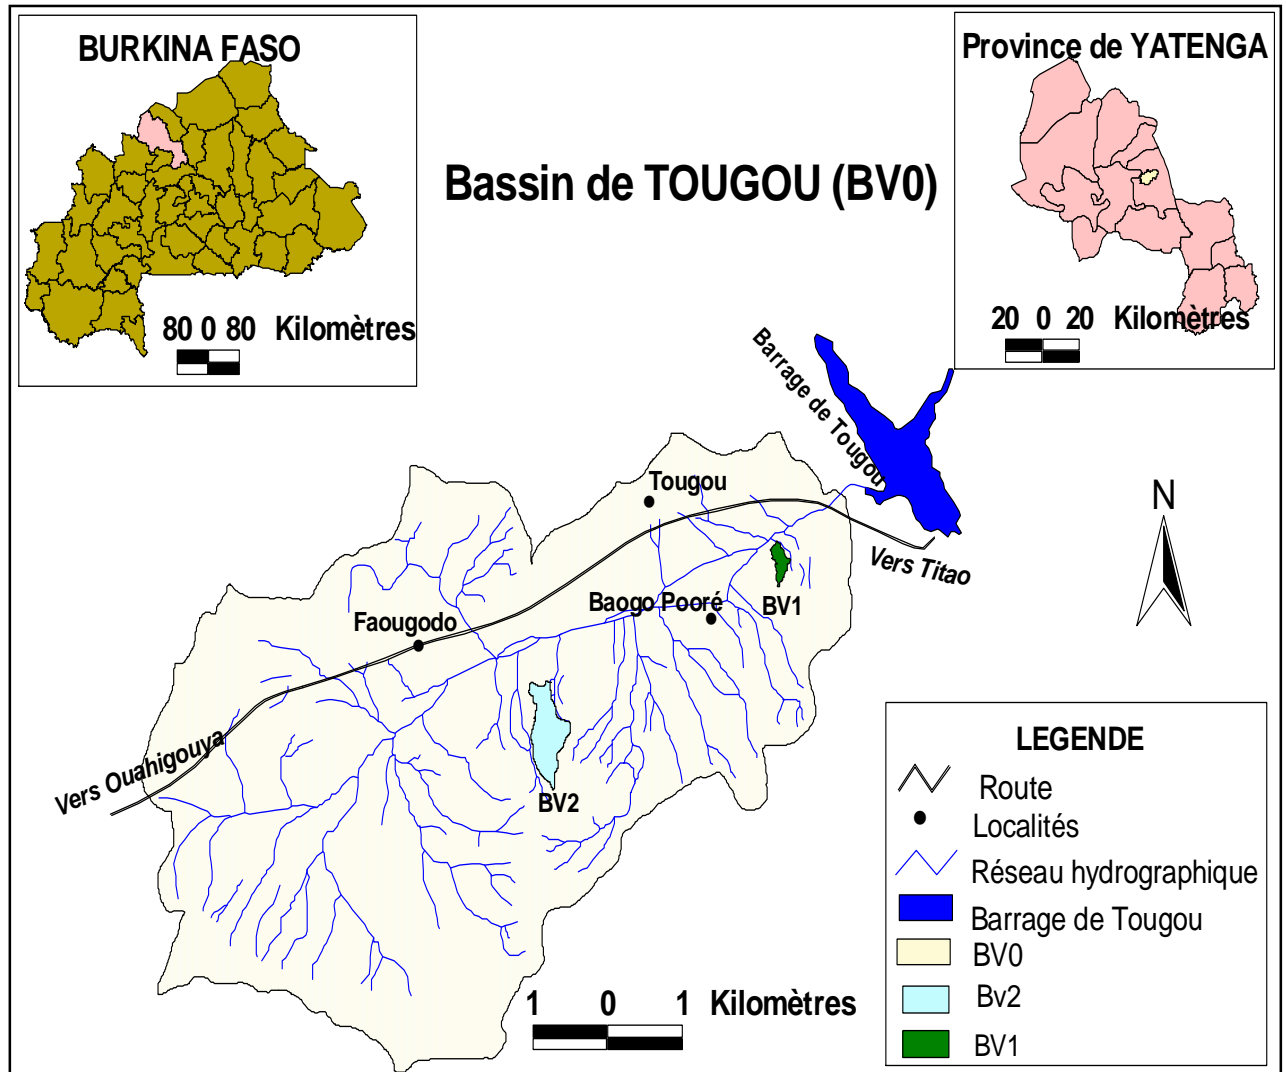 BURKINA FASO
80 0 80 Kilomètres
Province de YATENGA
20 0 20 Kilomètres
Bassin de TOUGOU (BV0)
Barrage de Tougou
Tougou
Vers Titao
BV1
Baogo Pooré
Faougodo
Vers Ouahigouya
BV2
N
1 0 1 Kilomètres
LEGENDE
Route
Localités
Réseau hydrographique
Barrage de Tougou
BV0
Bv2
BV1